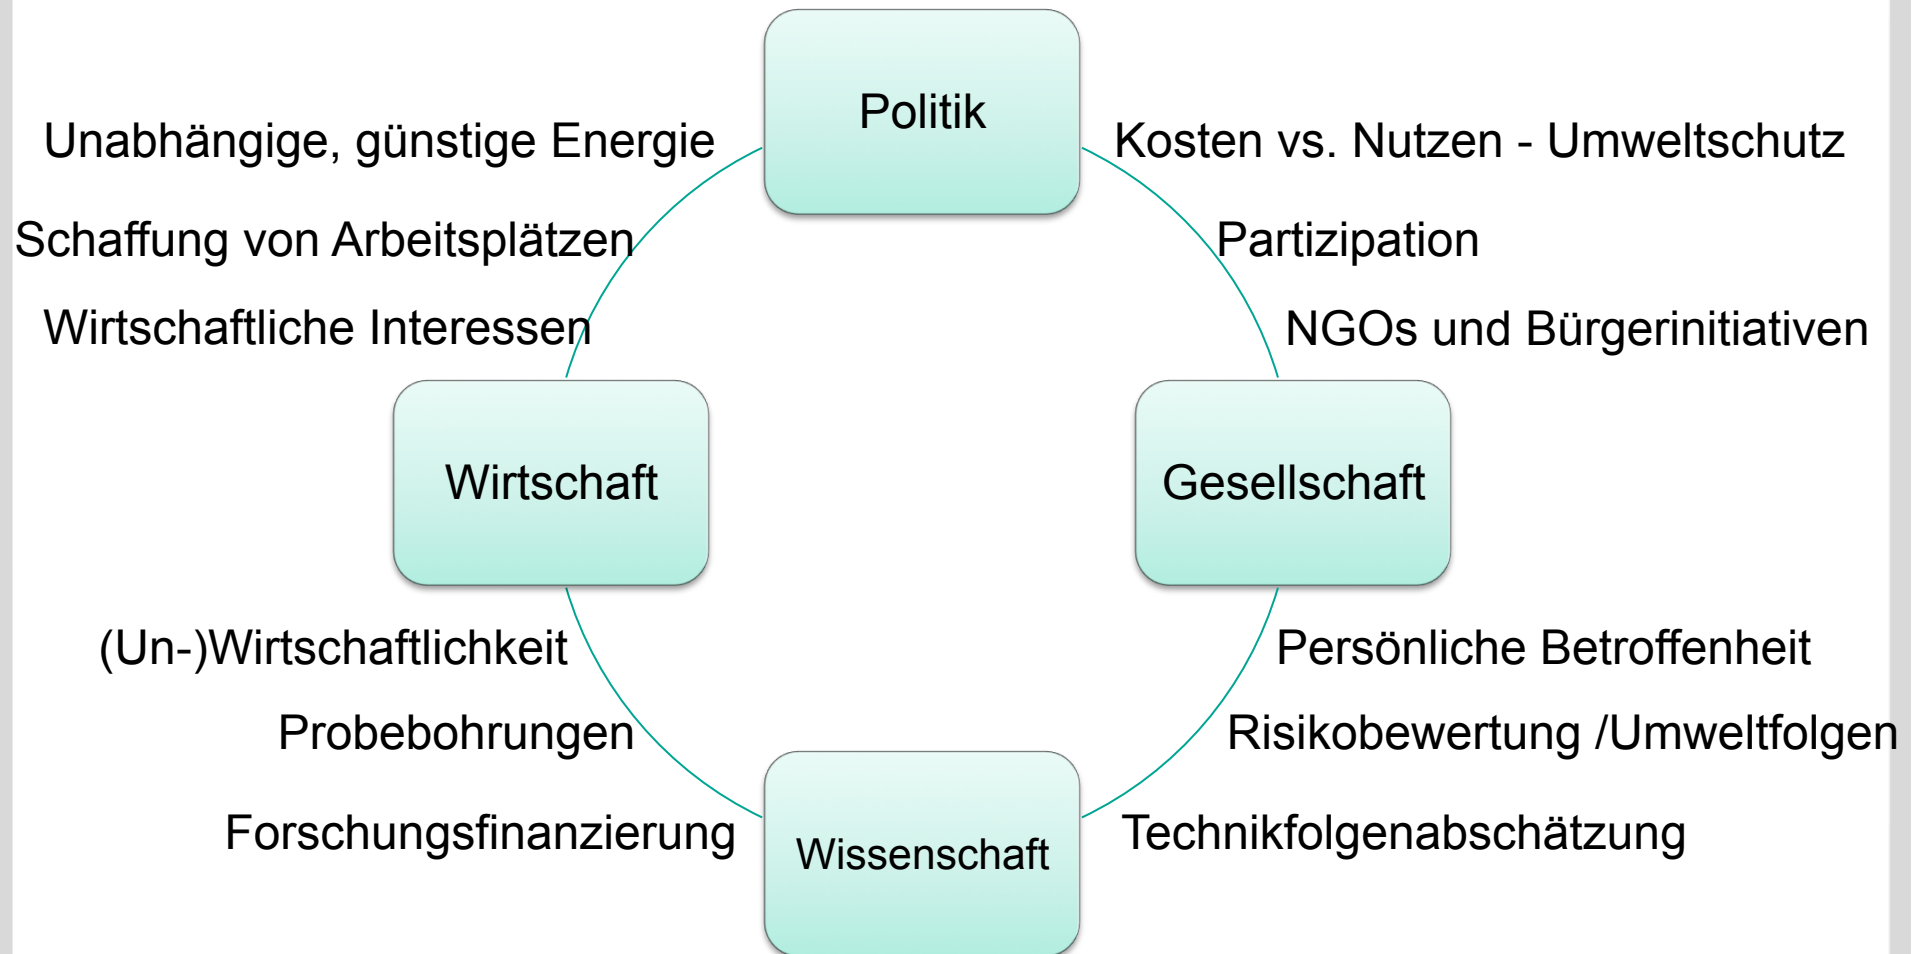 Politik
Unabhängige, günstige Energie
Kosten vs. Nutzen - Umweltschutz
Schaffung von Arbeitsplätzen
Partizipation
Wirtschaftliche Interessen
NGOs und Bürgerinitiativen
Wirtschaft
Gesellschaft
(Un-)Wirtschaftlichkeit
Persönliche Betroffenheit
Probebohrungen
Risikobewertung /Umweltfolgen
Forschungsfinanzierung
Technikfolgenabschätzung
Wissenschaft